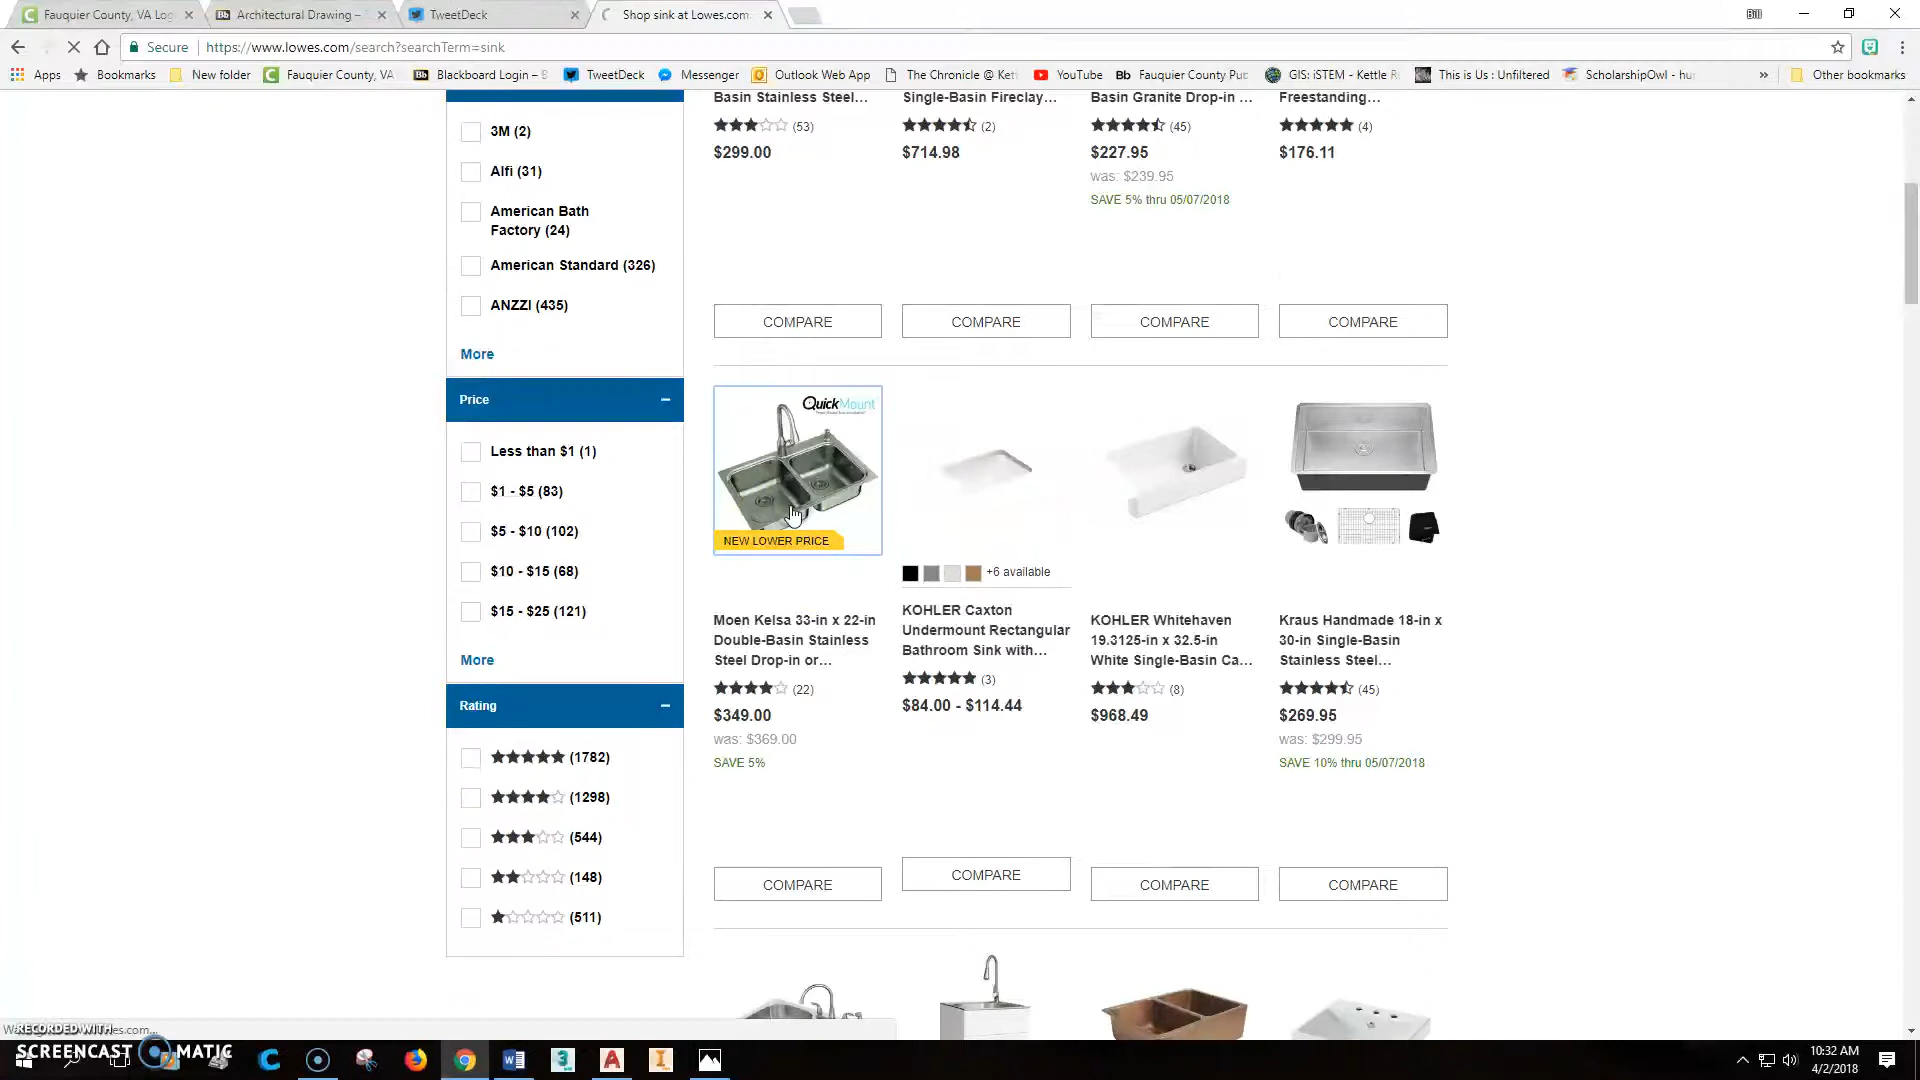 Fauquier County, VA Log
Architectural Drawing –
TweetDeck
Shop sink at Lowes.com
Bill
Secure
https://www.lowes.com/search?searchTerm=sink
Apps
Bookmarks
New folder
Fauquier County, VA
Blackboard Login – B
TweetDeck
Messenger
Outlook Web App
The Chronicle @ Kett
YouTube
Fauquier County Pu
GIS: iSTEM - Kettle R
This is Us : Unfiltered
ScholarshipOwl - hu
»
Other bookmarks
Basin Stainless Steel...
Single-Basin Fireclay...
Basin Granite Drop-in ...
Freestanding...
(53)
(2)
(45)
(4)
$299.00
$714.98
$227.95
$176.11
was: $239.95
SAVE 5% thru 05/07/2018
COMPARE
COMPARE
COMPARE
COMPARE
3M (2)
Alfi (31)
American Bath
Factory (24)
American Standard (326)
ANZZI (435)
More
Price
Less than $1 (1)
$1 - $5 (83)
$5 - $10 (102)
$10 - $15 (68)
$15 - $25 (121)
More
Rating
(1782)
(1298)
(544)
(148)
(511)
QuickMount
NEW LOWER PRICE
Moen Kelsa 33-in x 22-in
Double-Basin Stainless
Steel Drop-in or...
(22)
$349.00
was: $369.00
SAVE 5%
+6 available
KOHLER Caxton
Undermount Rectangular
Bathroom Sink with...
(3)
$84.00 - $114.44
KOHLER Whitehaven
19.3125-in x 32.5-in
White Single-Basin Ca...
(8)
$968.49
Kraus Handmade 18-in x
30-in Single-Basin
Stainless Steel...
(45)
$269.95
was: $299.95
SAVE 10% thru 05/07/2018
COMPARE
COMPARE
COMPARE
COMPARE
RECORDED WITH
SCREENCAST MATIC
10:32 AM
4/2/2018